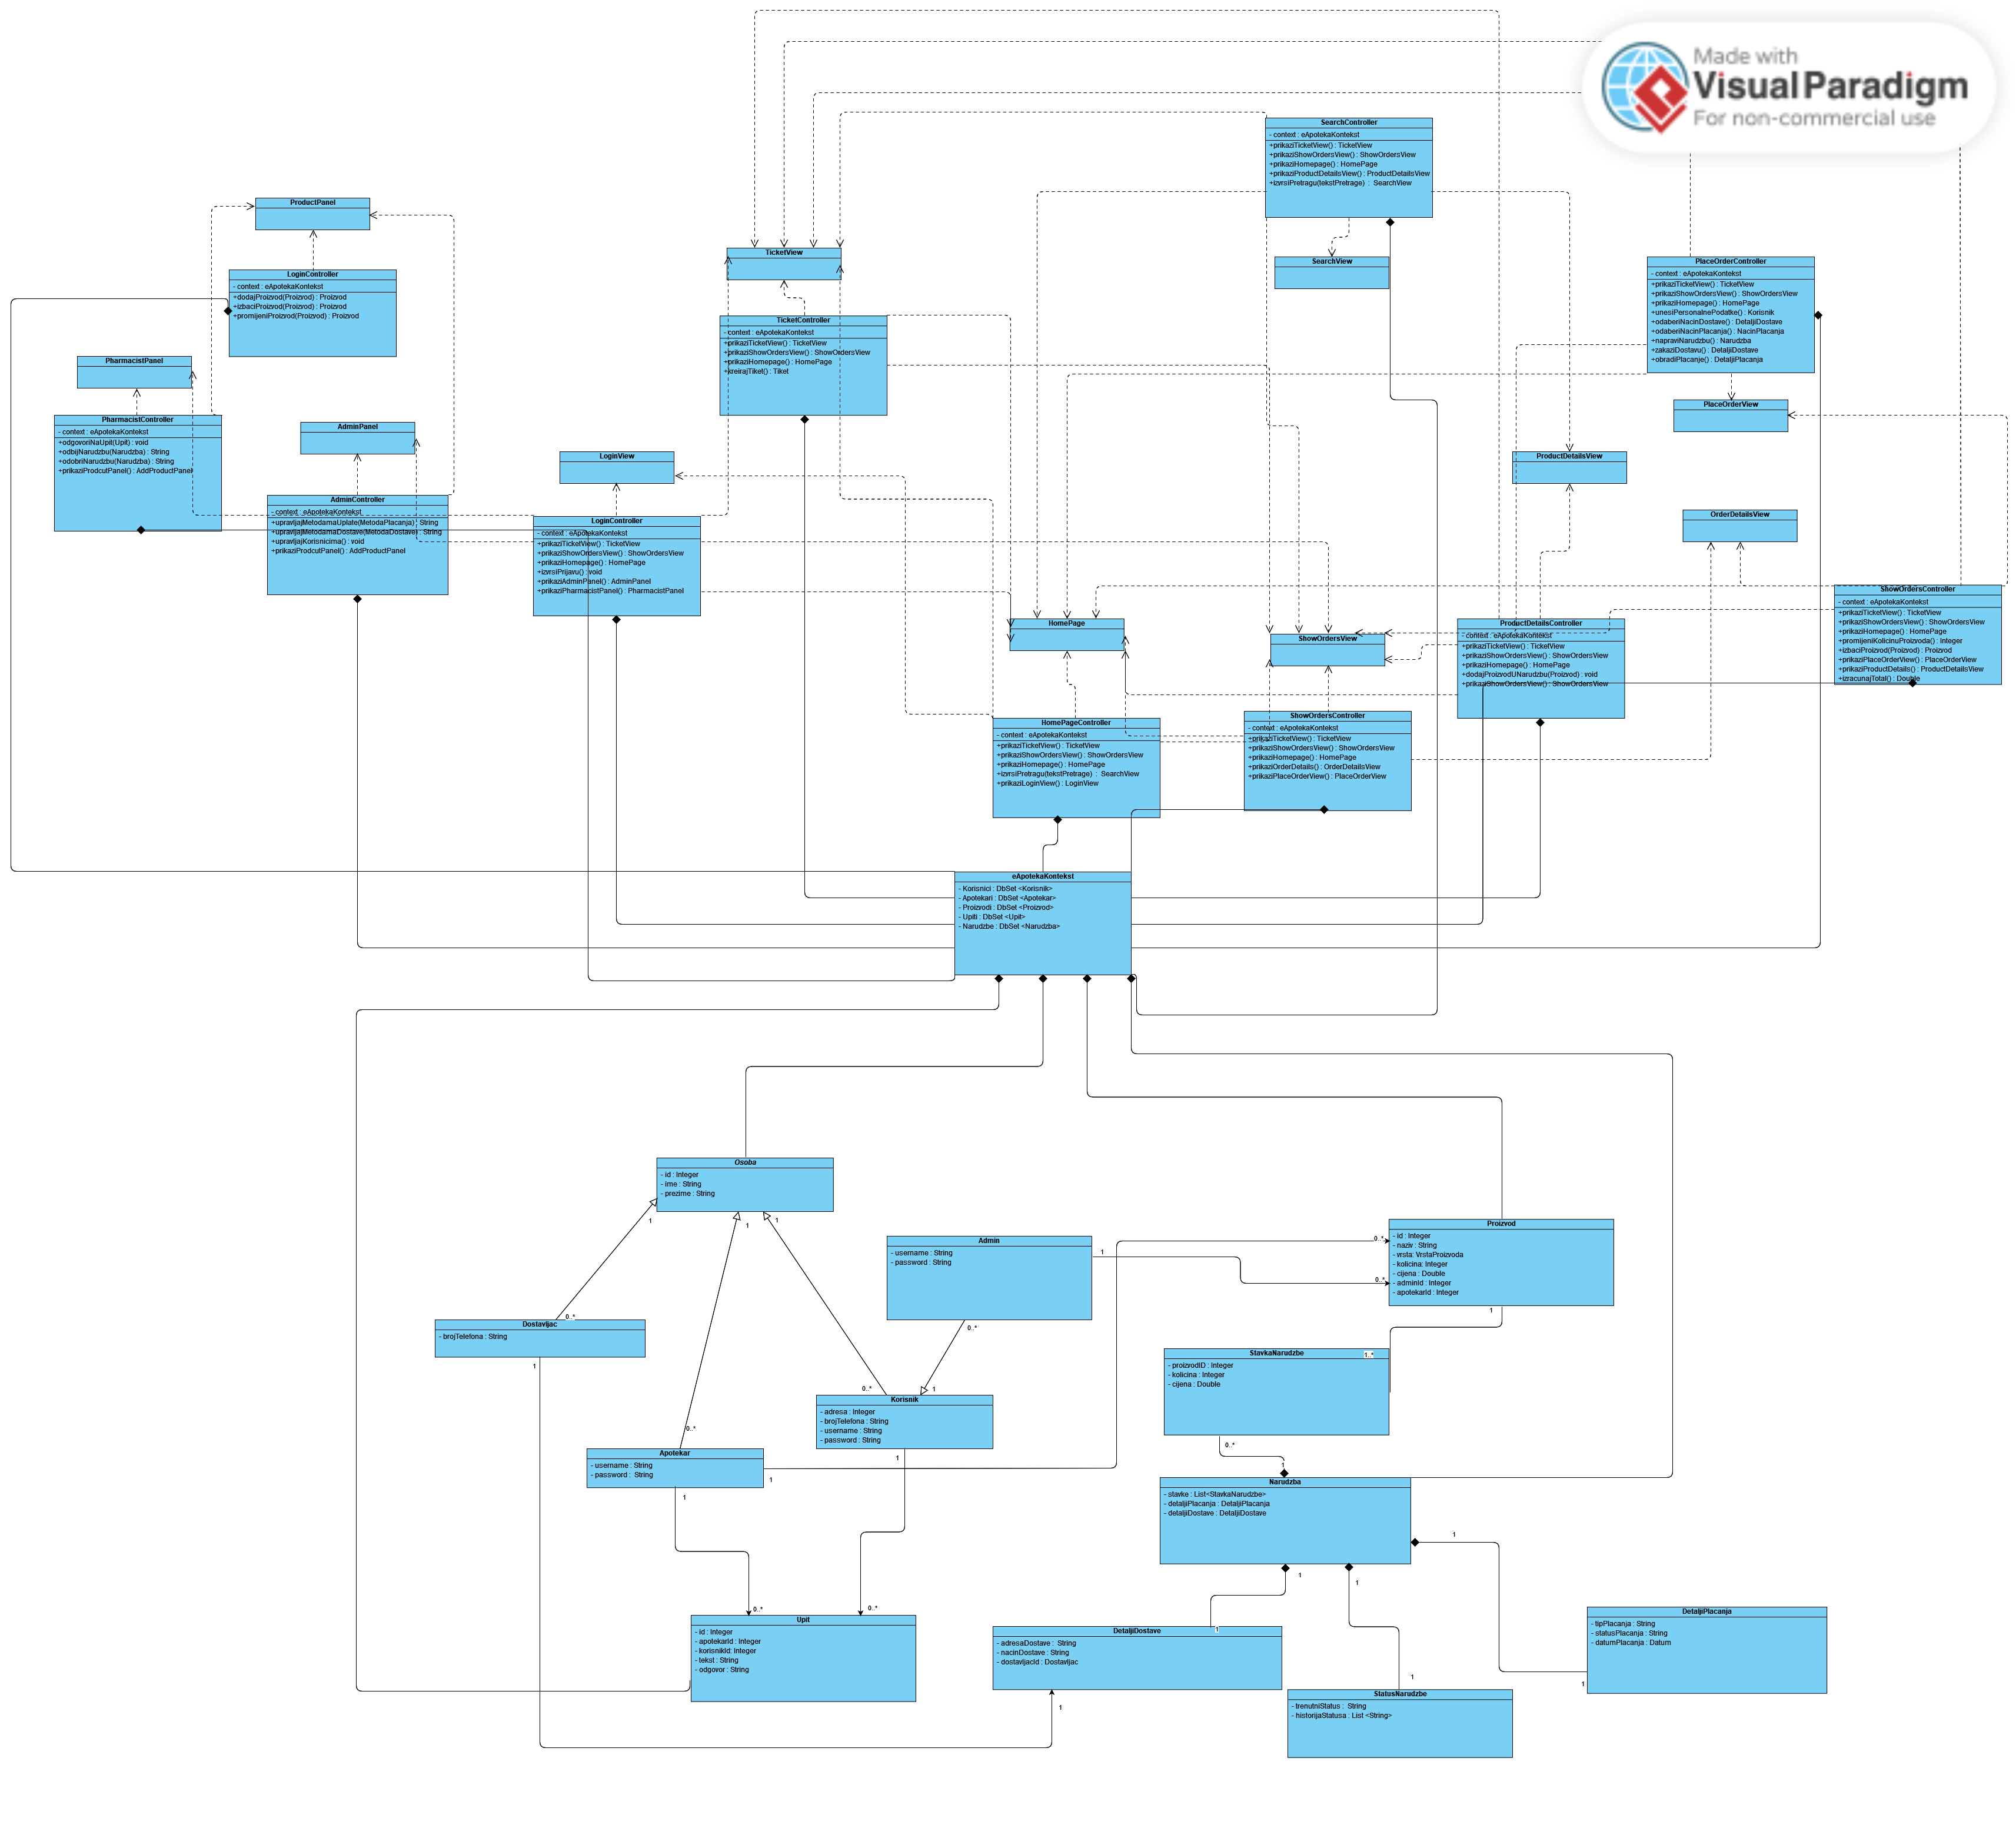 Made with
Visual Paradigm
For non-commercial use
SearchController
- context : eApotekaKontekst
+prikaziTicketView() : TicketView
+prikaziShowOrdersView() : ShowOrdersView
+prikaziHomepage() : HomePage
+prikaziProductDetailsView() : ProductDetailsView
+izvrsiPretragu(tekstPretrage) : SearchView
ProductPanel
TicketView
SearchView
PlaceOrderController
- context : eApotekaKontekst
+prikaziTicketView() : TicketView
+prikaziShowOrdersView() : ShowOrdersView
+prikaziHomepage() : HomePage
+unesiPersonalnePodatke() : Korisnik
+odaberiNacinDostave() : DetaljiDostave
+odaberiNacinPlacanja() : NacinPlacanja
+napraviNarudzbu() : Narudzba
+zakaziDostavu() : DetaljiDostave
+obradiPlacanje() : DetaljiPlacanja
LoginController
- context : eApotekaKontekst
+dodajProizvod(Proizvod) : Proizvod
+izbaciProizvod(Proizvod) : Proizvod
+promijeniProizvod(Proizvod) : Proizvod
TicketController
- context : eApotekaKontekst
+prikaziTicketView() : TicketView
+prikaziShowOrdersView() : ShowOrdersView
+prikaziHomepage() : HomePage
+kreirajTiket() : Tiket
PharmacistPanel
PlaceOrderView
PharmacistController
- context : eApotekaKontekst
+odgovoriNaUpit(Upit) : void
+odbijNarudzbu(Narudzba) : String
+odobriNarudzbu(Narudzba) : String
+prikaziProdcutPanel() : AddProductPanel
AdminPanel
LoginView
ProductDetailsView
AdminController
- context : eApotekaKontekst
+upravljajMetodamaUplate(MetodaPlacanja) : String
+upravljajMetodamaDostave(MetodaDostave) : String
+upravljajKorisnicima() : void
+prikaziProdcutPanel() : AddProductPanel
OrderDetailsView
LoginController
- context : eApotekaKontekst
+prikaziTicketView() : TicketView
+prikaziShowOrdersView() : ShowOrdersView
+prikaziHomepage() : HomePage
+izvrsiPrijavu() : void
+prikaziAdminPanel() : AdminPanel
+prikaziPharmacistPanel() : PharmacistPanel
ShowOrdersController
- context : eApotekaKontekst
+prikaziTicketView() : TicketView
+prikaziShowOrdersView() : ShowOrdersView
+prikaziHomepage() : HomePage
+promijeniKolicinuProizvoda() : Integer
+izbaciProizvod(Proizvod) : Proizvod
+prikaziPlaceOrderView() : PlaceOrderView
+prikaziProductDetails() : ProductDetailsView
+izracunajTotal() : Double
HomePage
ShowOrdersView
ProductDetailsController
- context : eApotekaKontekst
+prikaziTicketView() : TicketView
+prikaziShowOrdersView() : ShowOrdersView
+prikaziHomepage() : HomePage
+dodajProizvodUNarudzbu(Proizvod) : void
+prikaziShowOrdersView() : ShowOrdersView
HomePageController
- context : eApotekaKontekst
+prikaziTicketView() : TicketView
+prikaziShowOrdersView() : ShowOrdersView
+prikaziHomepage() : HomePage
+izvrsiPretragu(tekstPretrage) : SearchView
+prikaziLoginView() : LoginView
ShowOrdersController
- context : eApotekaKontekst
+prikaziTicketView() : TicketView
+prikaziShowOrdersView() : ShowOrdersView
+prikaziHomepage() : HomePage
+prikaziOrderDetails() : OrderDetailsView
+prikaziPlaceOrderView() : PlaceOrderView
eApotekaKontekst
- Korisnici : DbSet <Korisnik>
- Apotekari : DbSet <Apotekar>
- Proizvodi : DbSet <Proizvod>
- Upiti : DbSet <Upit>
- Narudzbe : DbSet <Narudzba>
Osoba
- id : Integer
- ime : String
- prezime : String
1
1
1
Admin
- username : String
- password : String
1
0..*
0..*
0..*
Proizvod
- id : Integer
- naziv : String
- vrsta: VrstaProizvoda
- kolicina: Integer
- cijena : Double
- adminId : Integer
- apotekarId : Integer
1
0..*
Dostavljac
- brojTelefona : String
1
StavkaNarudzbe
1..*
- proizvodID : Integer
- kolicina : Integer
- cijena : Double
0..*
1
0..*
1
Korisnik
- adresa : Integer
- brojTelefona : String
- username : String
- password : String
1
0..*
Apotekar
- username : String
- password : String
1
1
Narudzba
- stavke : List<StavkaNarudzbe>
- detaljiPlacanja : DetaljiPlacanja
- detaljiDostave : DetaljiDostave
1
1
1
0..*
0..*
Upit
- id : Integer
- apotekarId : Integer
- korisnikId: Integer
- tekst : String
- odgovor : String
1
DetaljiDostave
- adresaDostave : String
- nacinDostave : String
- dostavljacId : Dostavljac
1
DetaljiPlacanja
- tipPlacanja : String
- statusPlacanja : String
- datumPlacanja : Datum
1
1
StatusNarudzbe
- trenutniStatus : String
- historijaStatusa : List <String>